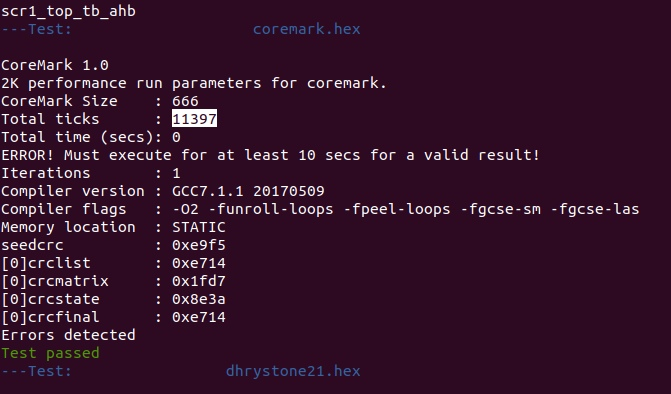 scr1_top_tb_ahb
---Test:                    coremark.hex
CoreMark 1.0
2K performance run parameters for coremark.
CoreMark Size    : 666
Total ticks      : 11397
Total time (secs): 0
ERROR! Must execute for at least 10 secs for a valid result!
Iterations       : 1
Compiler version : GCC7.1.1 20170509
Compiler flags   : -O2 -funroll-loops -fpeel-loops -fgcse-sm -fgcse-las
Memory location  : STATIC
seedcrc          : 0xe9f5
[0]crclist       : 0xe714
[0]crcmatrix     : 0x1fd7
[0]crcstate      : 0x8e3a
[0]crcfinal      : 0xe714
Errors detected
Test passed
---Test:                 dhrystone21.hex